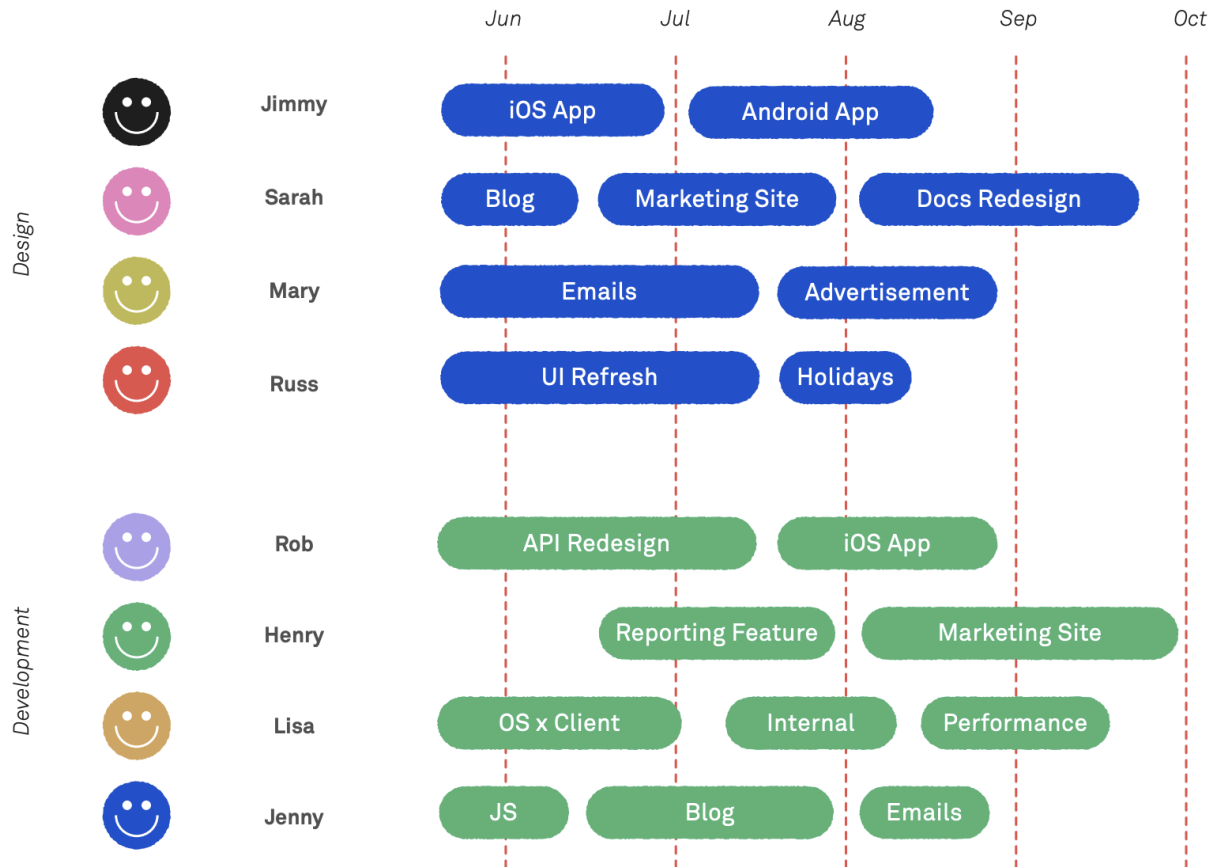 Jun Jul Aug Sep Oct
Design
Jimmy iOS App Android App
Sarah Blog Marketing Site Docs Redesign
Mary Emails Advertisement
Russ UI Refresh Holidays
Development
Rob API Redesign iOS App
Henry Reporting Feature Marketing Site
Lisa OS x Client Internal Performance
Jenny JS Blog Emails